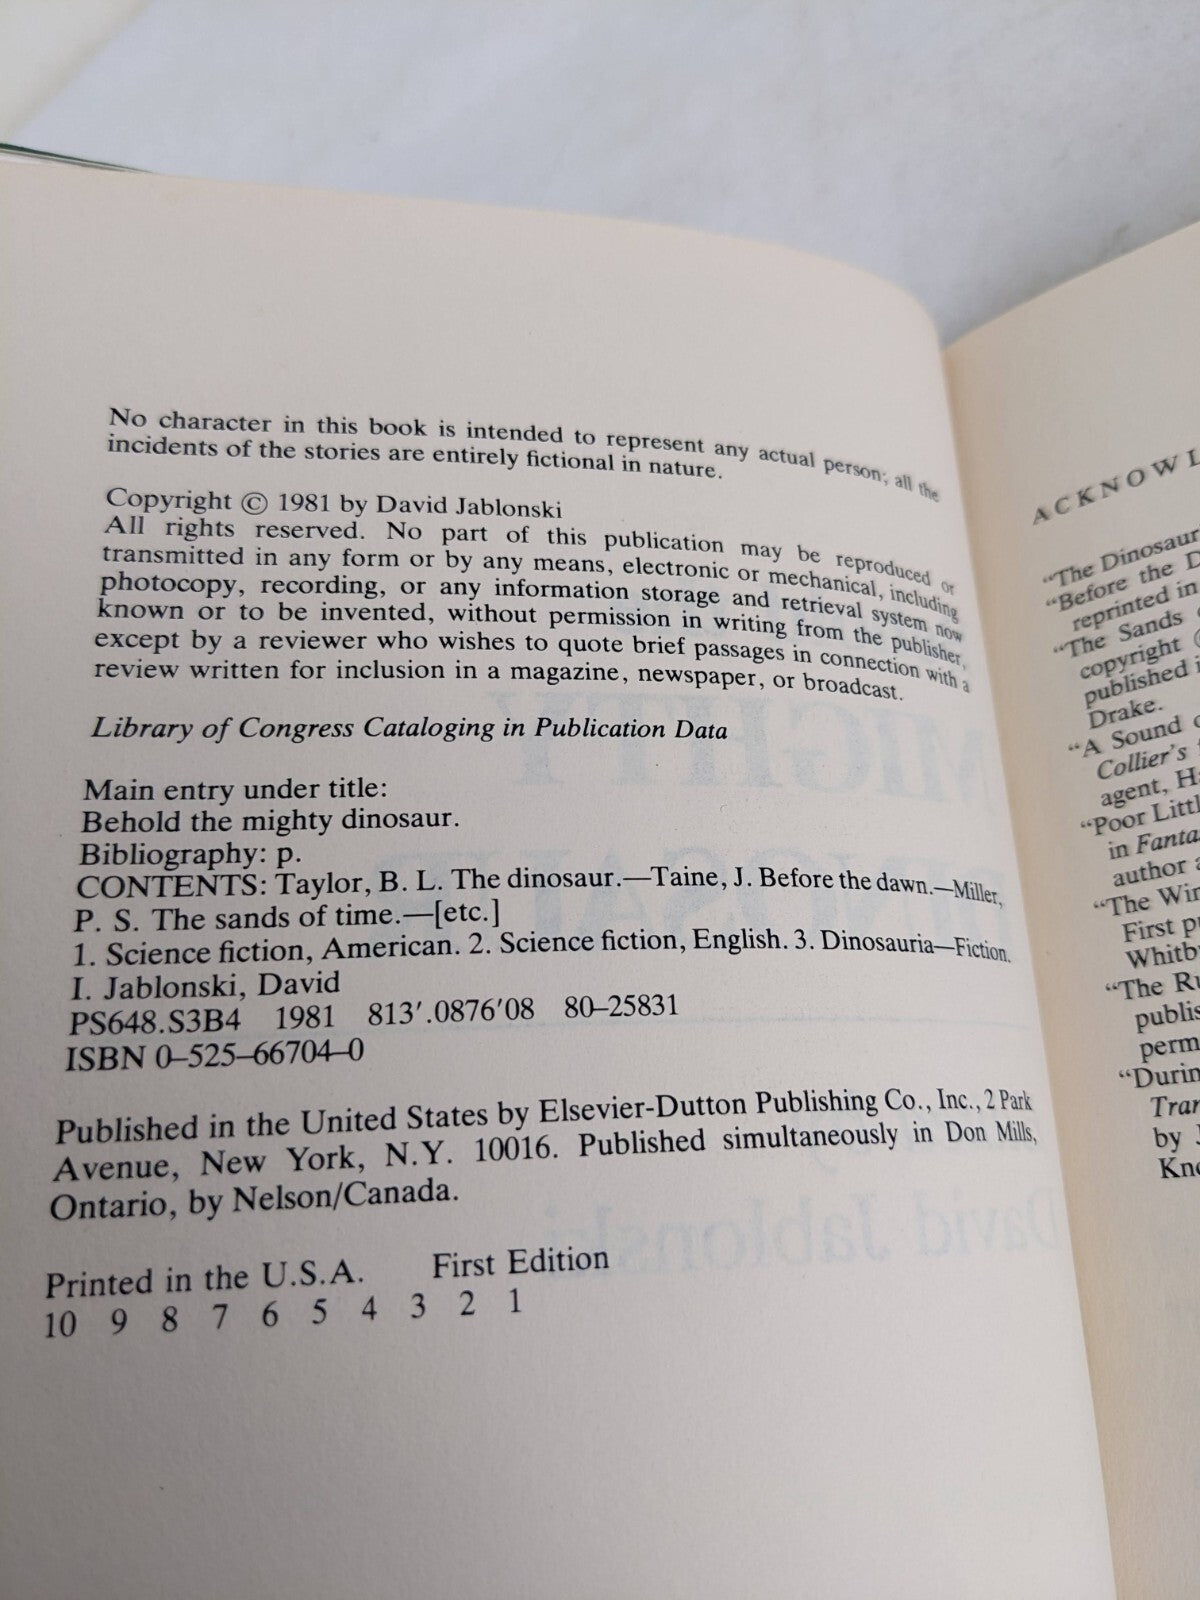 No character in this book is intended to represent any actual person; all the
incidents of the stories are entirely fictional in nature.
Copyright © 1981 by David Jablonski
All rights reserved. No part of this publication may be reproduced or
transmitted in any form or by any means, electronic or mechanical, including
photocopy, recording, or any information storage and retrieval system now
known or to be invented, without permission in writing from the publisher,
except by a reviewer who wishes to quote brief passages in connection with a
review written for inclusion in a magazine, newspaper, or broadcast.
Library of Congress Cataloging in Publication Data
Main entry under title:
Behold the mighty dinosaur.
Bibliography: p.
CONTENTS: Taylor, B. L. The dinosaur.—Taine, J. Before the dawn.—Miller,
P. S. The sands of time.—[etc.]
1. Science fiction, American. 2. Science fiction, English. 3. Dinosauria—Fiction.
I. Jablonski, David
PS648.S3B4 1981 813'.0876'08 80–25831
ISBN 0–525–66704–0
Published in the United States by Elsevier-Dutton Publishing Co., Inc., 2 Park
Avenue, New York, N.Y. 10016. Published simultaneously in Don Mills,
Ontario, by Nelson/Canada.
Printed in the U.S.A. First Edition
10 9 8 7 6 5 4 3 2 1
ACKNOWL
“The Dinosaur
“Before the D
reprinted in
“The Sands
copyright
published i
Drake.
“A Sound
Collier's
agent, H
“Poor Littl
in Fanta
author a
“The Win
First p
Whitb
“The Ru
publis
perm
“Durin
Tran
by J
Kno